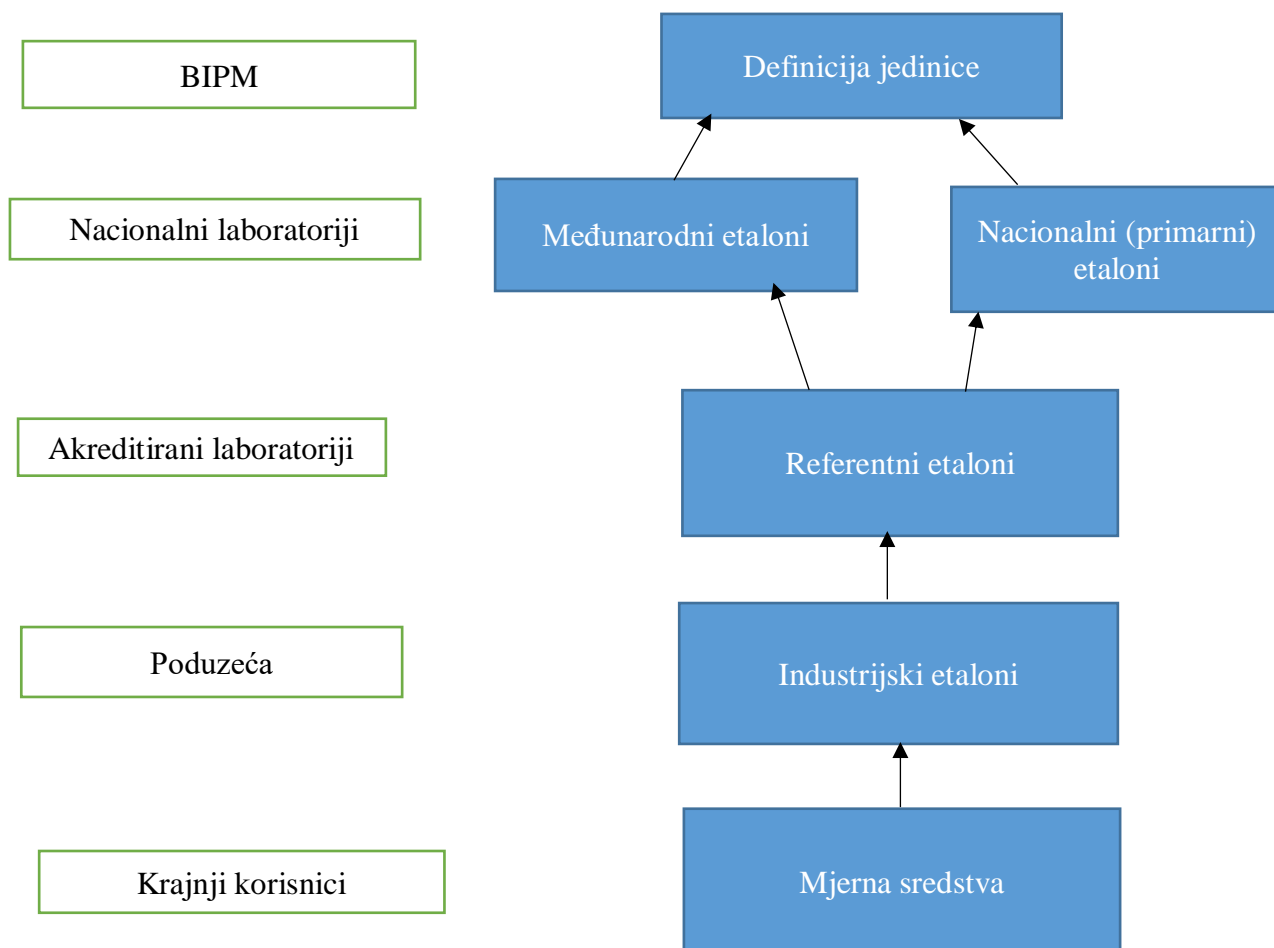 BIPM
Definicija jedinice
Nacionalni laboratoriji
Međunarodni etaloni
Nacionalni (primarni)
etaloni
Akreditirani laboratoriji
Referentni etaloni
Poduzeća
Industrijski etaloni
Krajnji korisnici
Mjerna sredstva